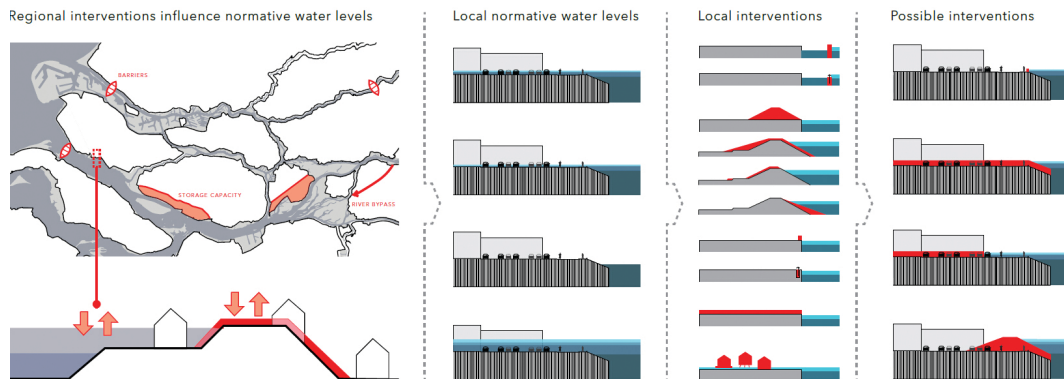 Regional interventions influence normative water levels
Local normative water levels
Local interventions
Possible interventions
BARRIERS
STORAGE CAPACITY
RIVER BYPASS